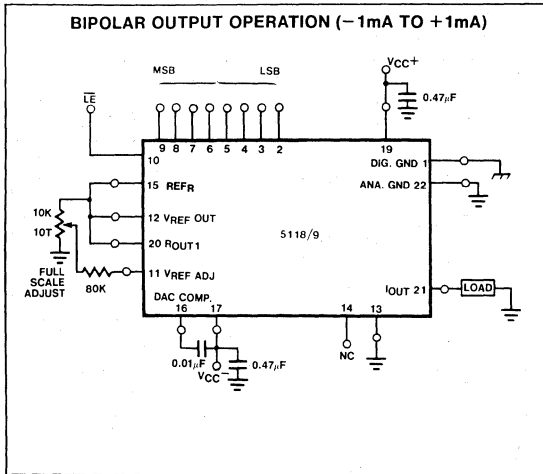 BIPOLAR OUTPUT OPERATION (−1mA TO +1mA)
MSB LSB
VCC+
LE
0.47µF
9 8 7 6 5 4 3 2
19
10
DIG. GND 1
15 REFR
ANA. GND 22
10K
10T
12 VREF OUT
5118/9
20 ROUT 1
FULL
SCALE
ADJUST
80K
11 VREF ADJ
IOUT 21
LOAD
DAC COMP.
16 17
14 13
0.01µF
VCC−
0.47µF
NC